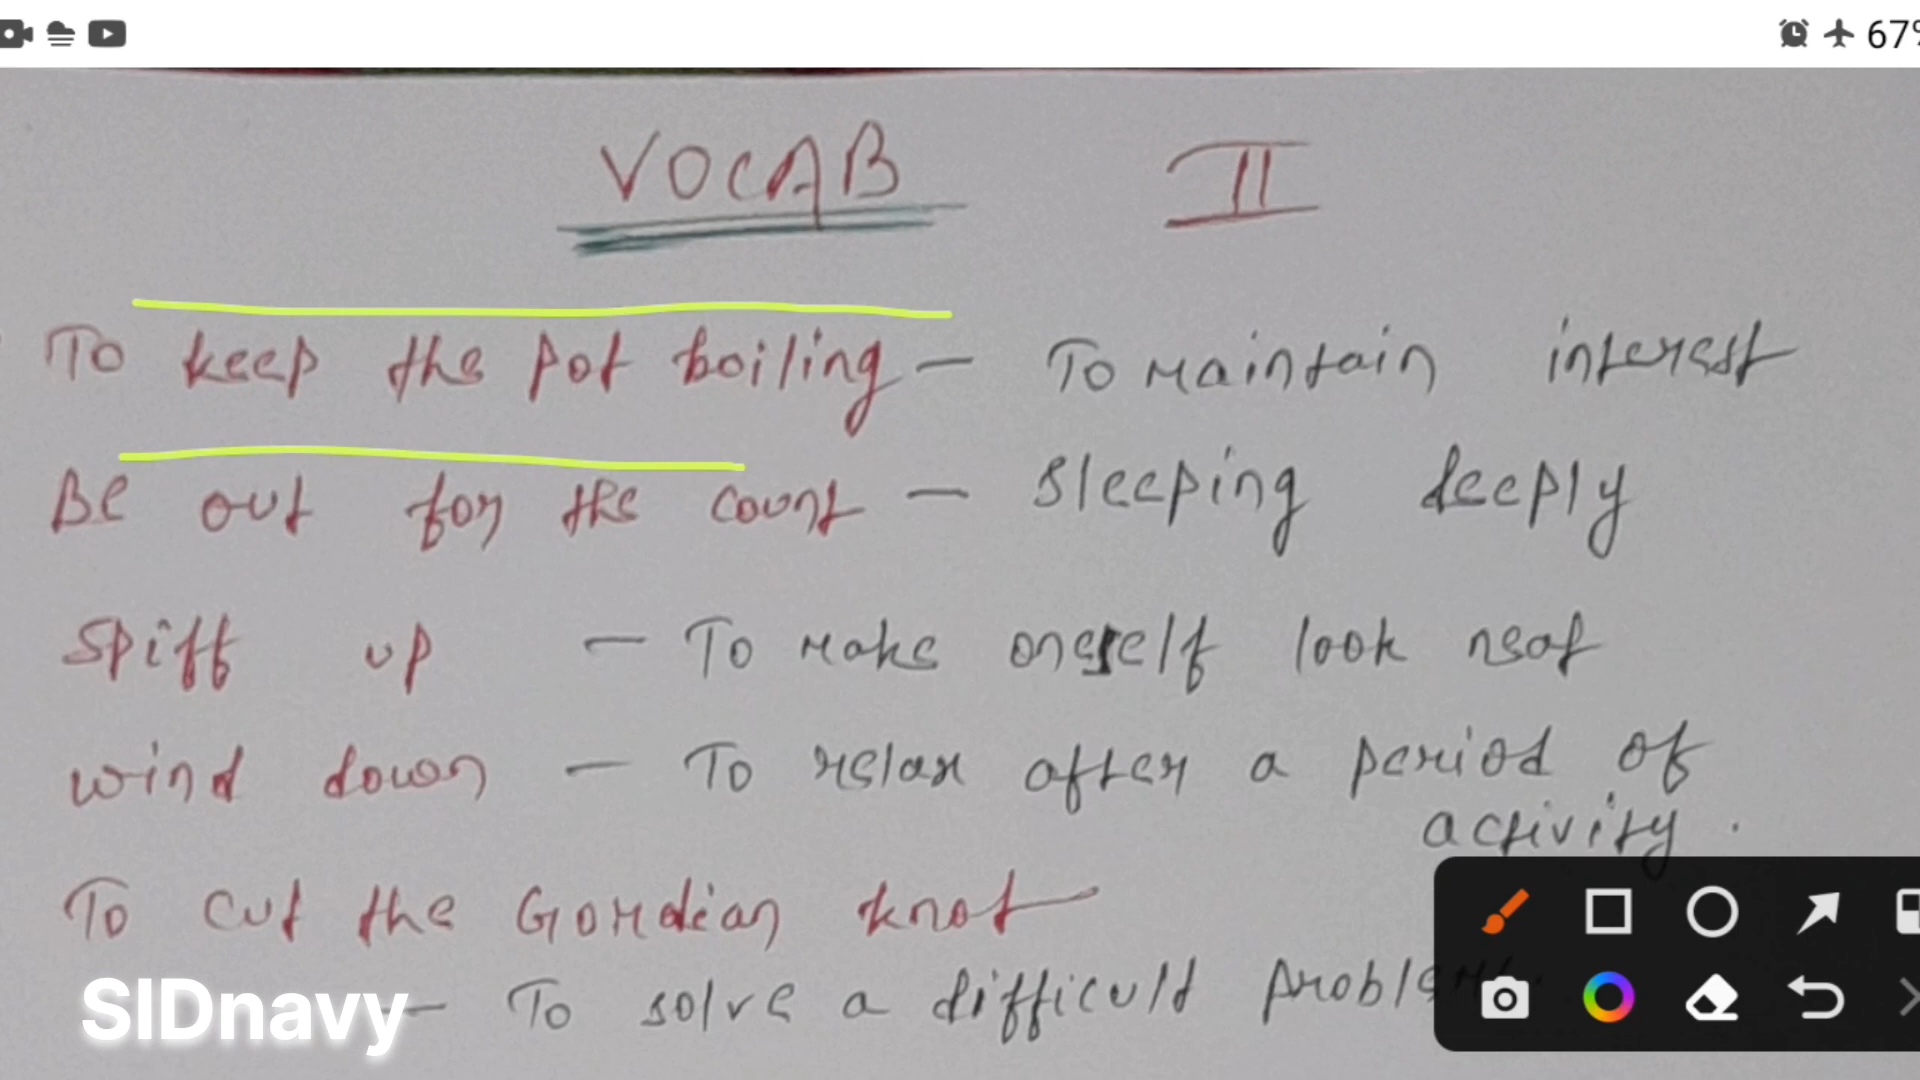 67%
VOCAB II
To keep the pot boiling — To maintain interest
Be out for the count — sleeping deeply
Spiff up — To make oneself look neat
wind down — To relax after a period of
activity.
To cut the Gordian knot
— To solve a difficult problem.
SIDnavy